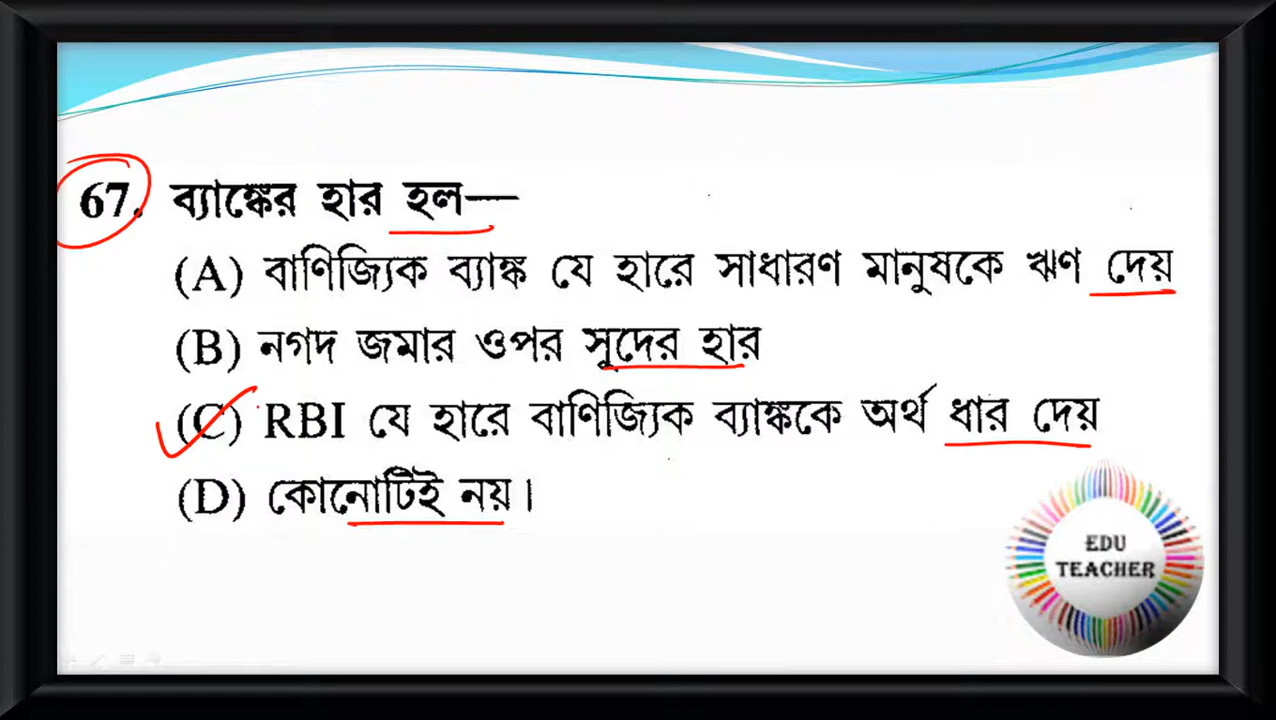 67. ব্যাঙ্কের হার হল—
(A) বাণিজ্যিক ব্যাঙ্ক যে হারে সাধারণ মানুষকে ঋণ দেয়
(B) নগদ জমার ওপর সুদের হার
(C) RBI যে হারে বাণিজ্যিক ব্যাঙ্ককে অর্থ ধার দেয়
(D) কোনোটিই নয়।
EDU
TEACHER